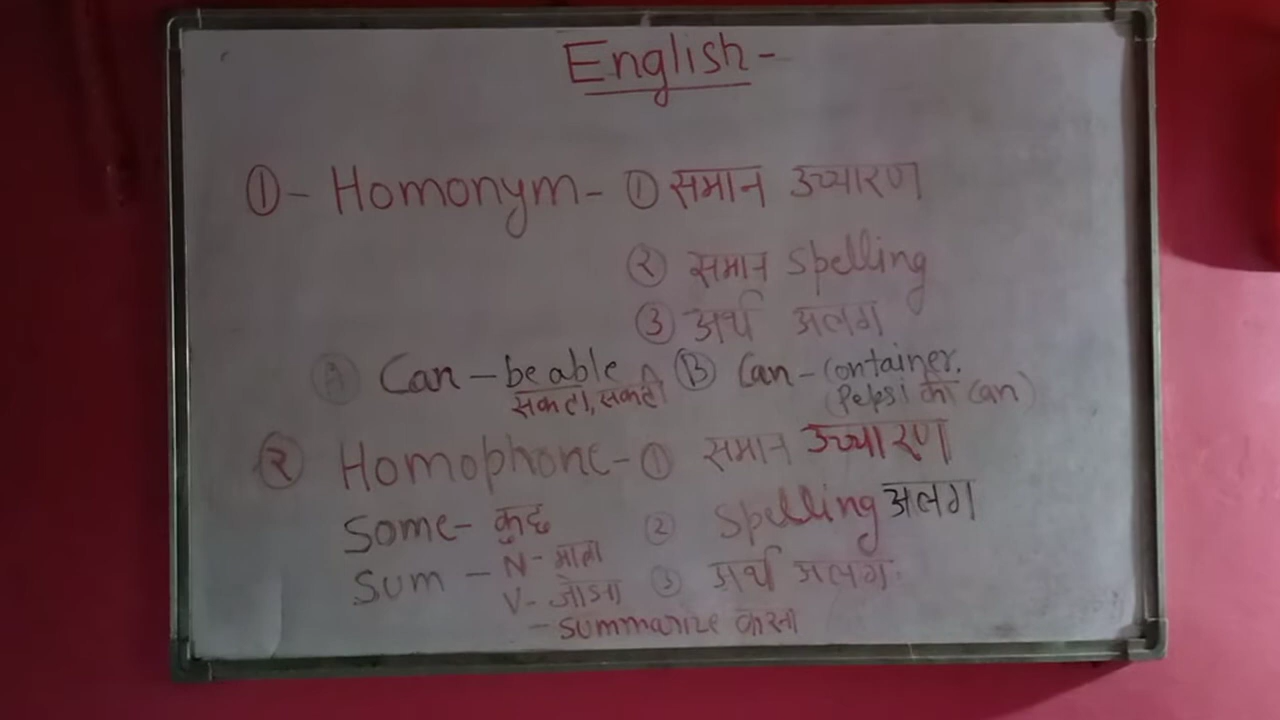 English-
①- Homonym- ① समान उच्चारण
② समान spelling
③ अर्थ अलग
Ⓐ Can - be able Ⓑ Can - container.
सकता, सकती (Pepsi की can)
② Homophone- ① समान उच्चारण
Some- कुछ ② spelling अलग
Sum - N- मात्रा ③ अर्थ अलग
V- जोड़ना
- summarize करना